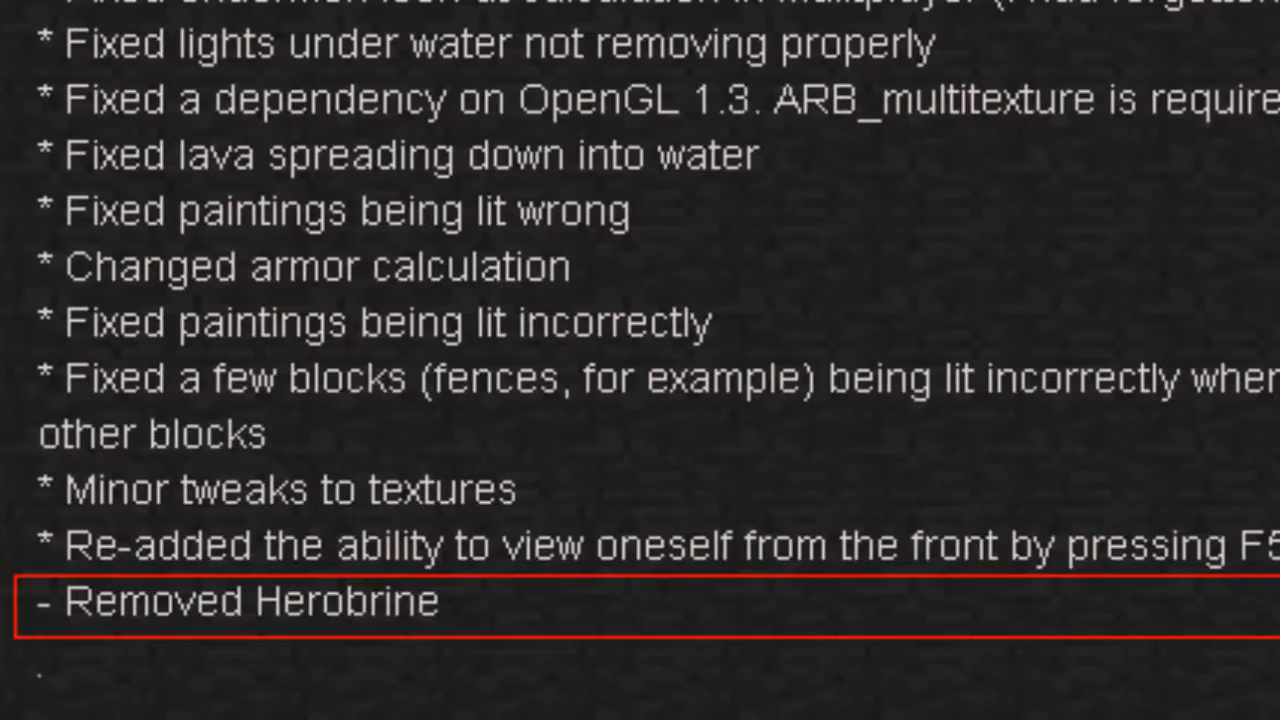 * Fixed lights under water not removing properly
* Fixed a dependency on OpenGL 1.3. ARB_multitexture is require
* Fixed lava spreading down into water
* Fixed paintings being lit wrong
* Changed armor calculation
* Fixed paintings being lit incorrectly
* Fixed a few blocks (fences, for example) being lit incorrectly when
other blocks
* Minor tweaks to textures
* Re-added the ability to view oneself from the front by pressing F5
- Removed Herobrine
.